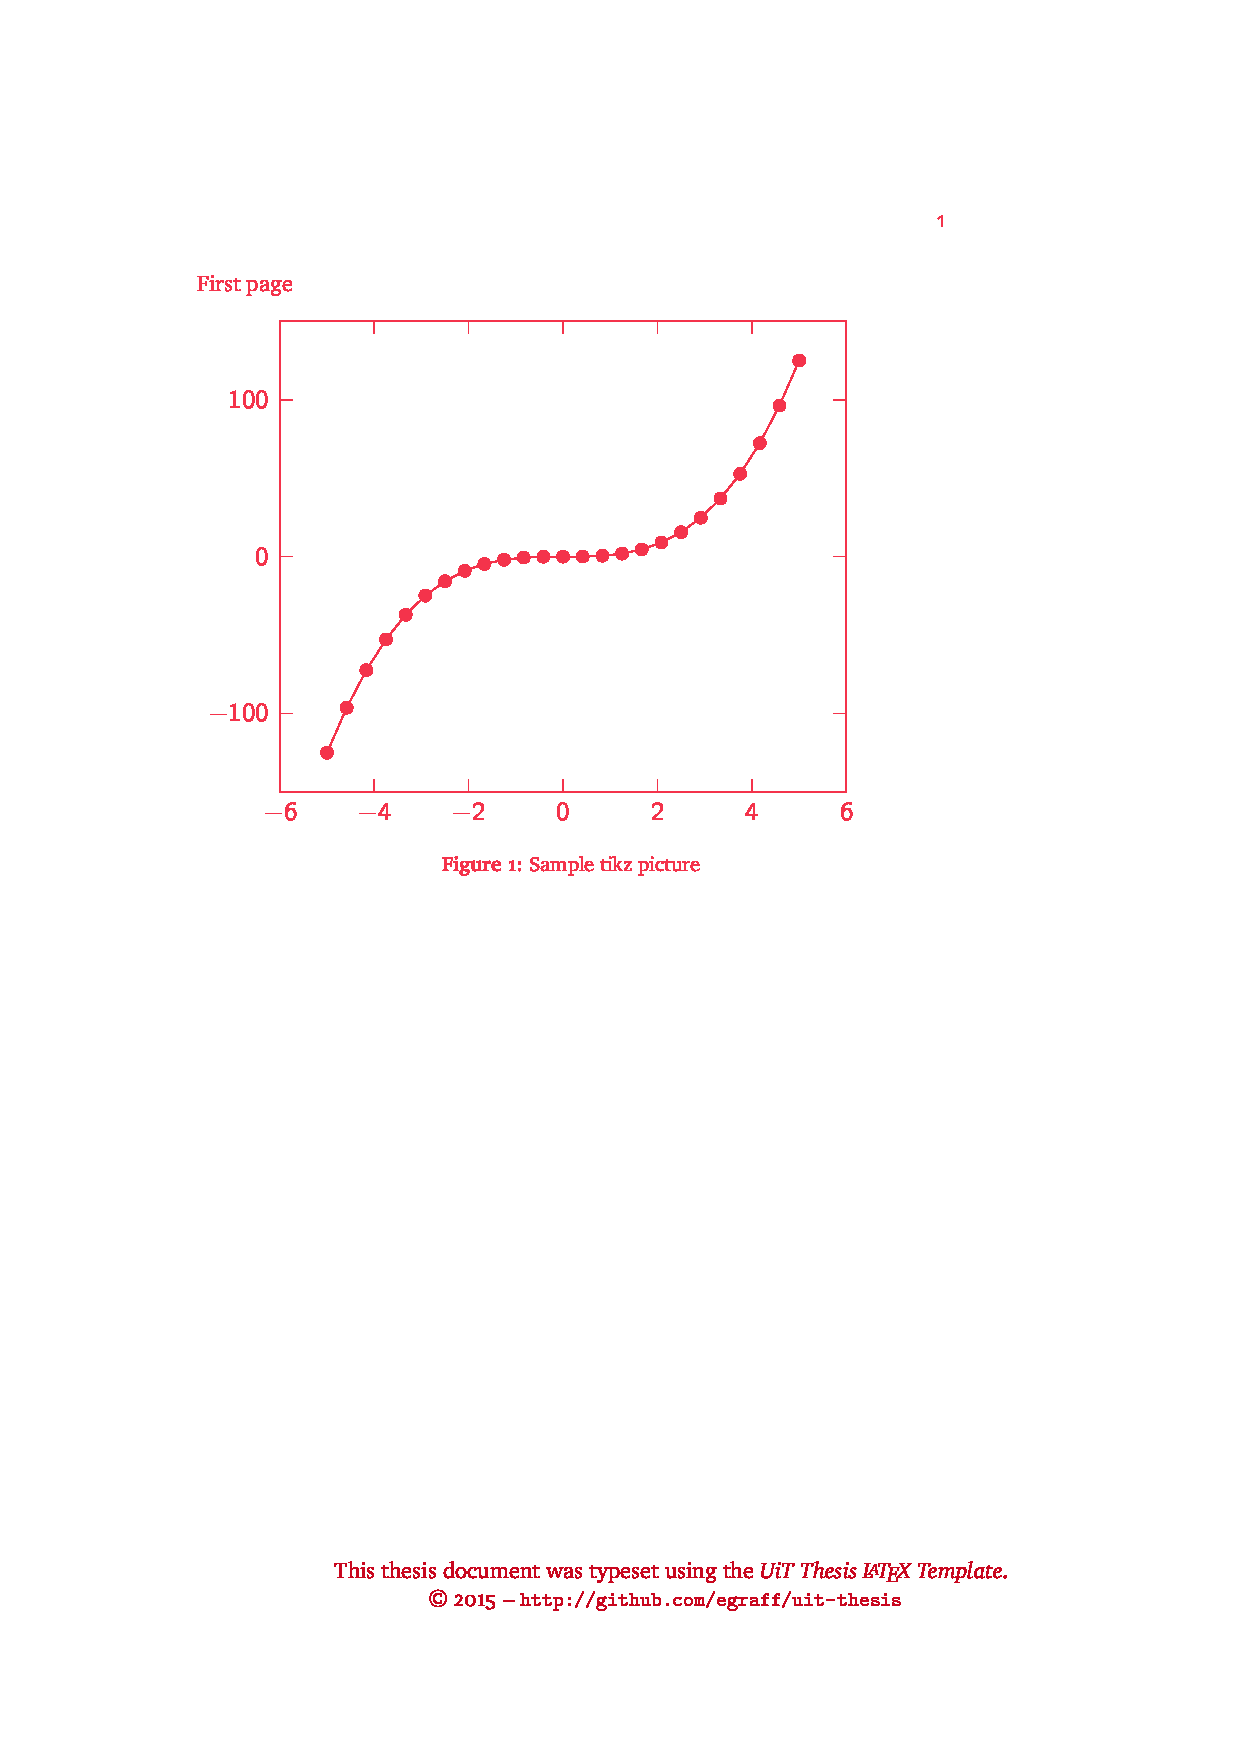 1
First page
100
0
−100
−6 −4 −2 0 2 4 6
Figure 1: Sample tikz picture
This thesis document was typeset using the UiT Thesis LATEX Template.
© 2015 – http://github.com/egraff/uit-thesis